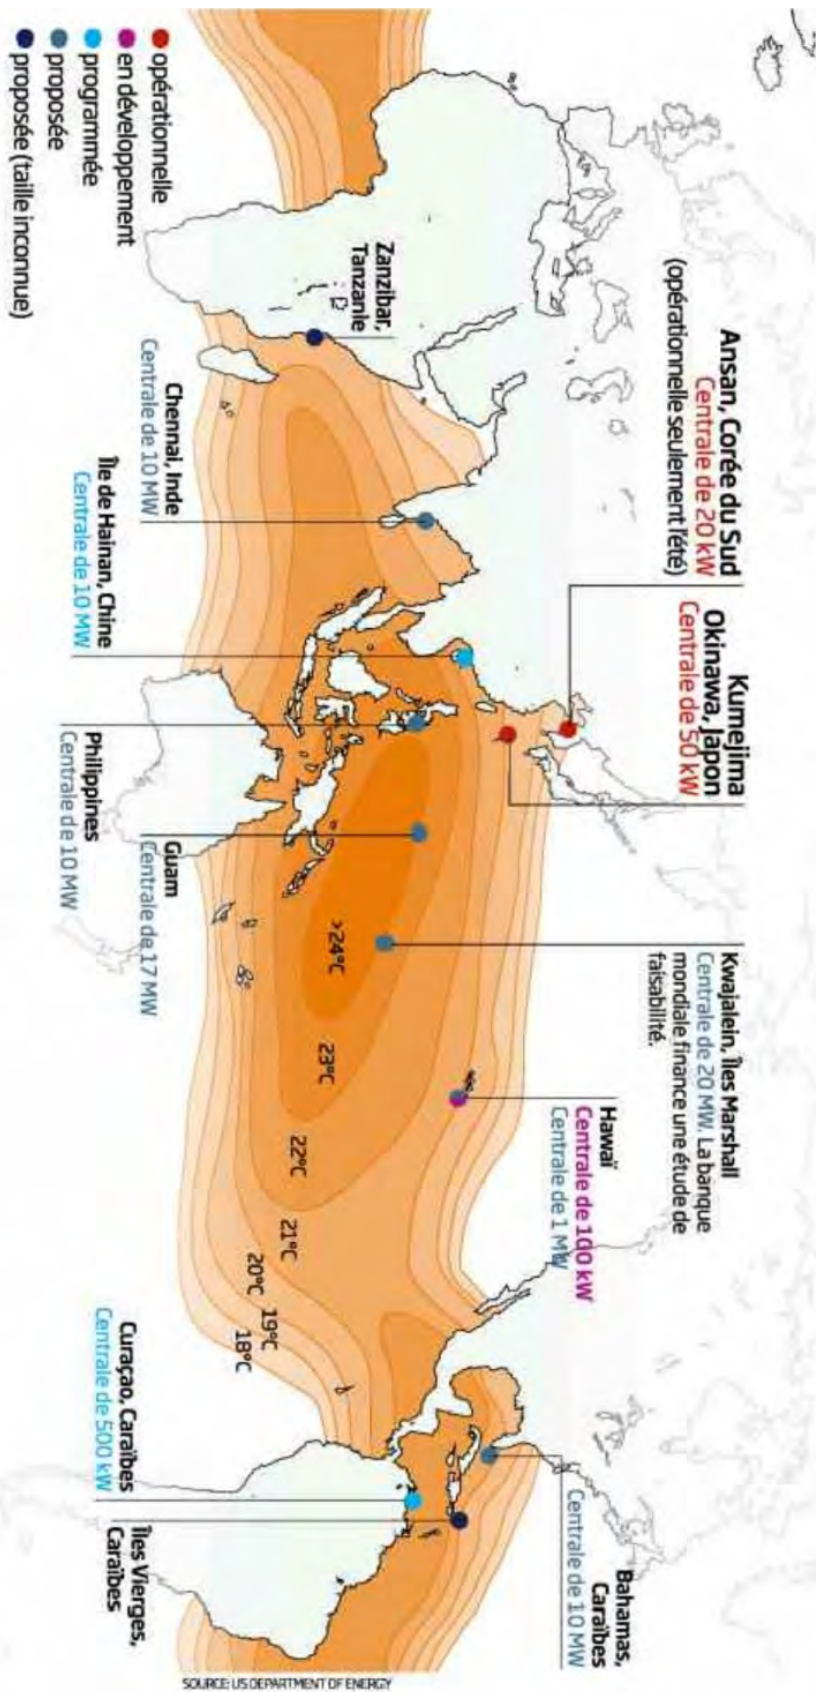 Ansan, Corée du Sud
Centrale de 20 kW
(opérationnelle seulement l'été)
Kumejima
Okinawa, Japon
Centrale de 50 kW
Kwajalein, Îles Marshall
Centrale de 20 MW. La banque
mondiale finance une étude de
faisabilité.
Hawaï
Centrale de 100 kW
Centrale de 1 MW
Bahamas,
Caraïbes
Centrale de 10 MW
Zanzibar,
Tanzanie
>24°C
23°C
22°C
21°C
20°C
19°C
18°C
Chennai, Inde
Centrale de 10 MW
Île de Hainan, Chine
Centrale de 10 MW
Philippines
Centrale de 10 MW
Guam
Centrale de 17 MW
Curaçao, Caraïbes
Centrale de 500 kW
Îles Vierges,
Caraïbes
opérationnelle
en développement
programmée
proposée
proposée (taille inconnue)
SOURCE: US DEPARTMENT OF ENERGY